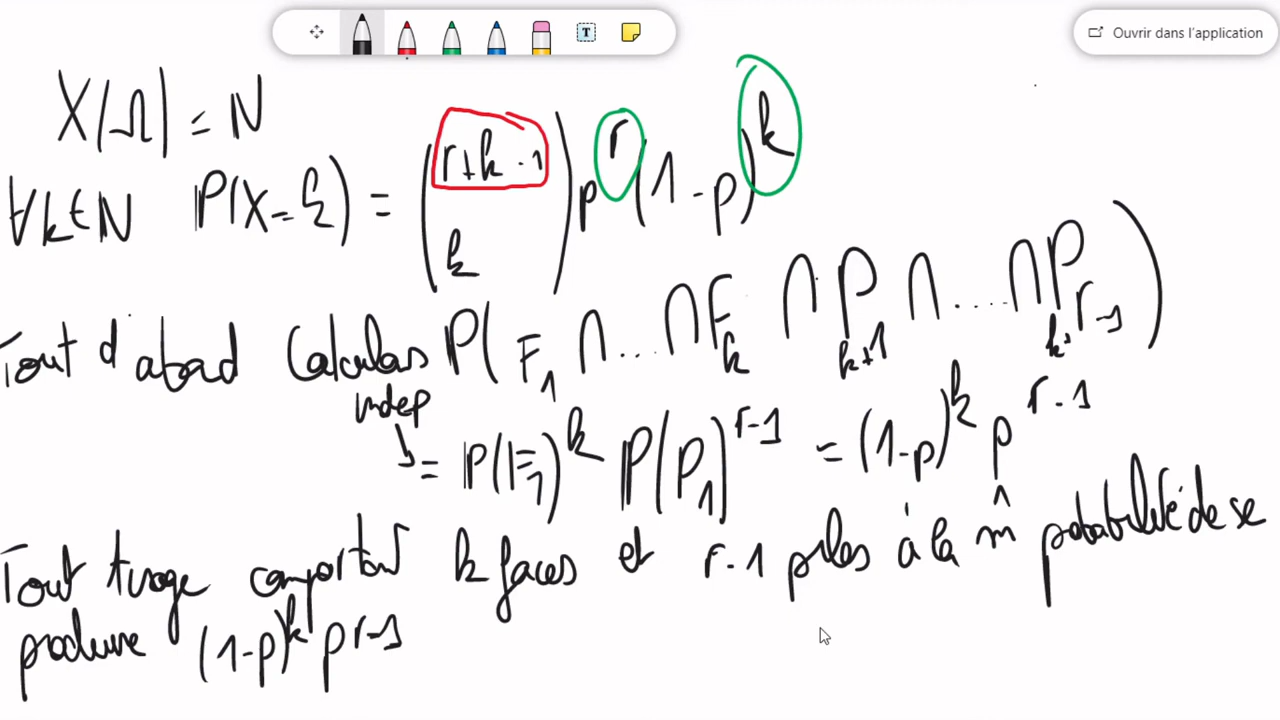 Ouvrir dans l'application
X(Ω) = N
∀k∈N P(X=k) = (r+k-1 k) p^r (1-p)^k
Tout d'abord Calculons P(F_1 ∩ ... ∩ F_k ∩ P_{k+1} ∩ .... ∩ P_{k+r-1})
indep
= P(F_1)^k P(P_1)^{r-1} = (1-p)^k p^{r-1}
Tout tirage comportant k faces et r-1 piles à la m̂ probabilité de se
produire (1-p)^k p^{r-1}